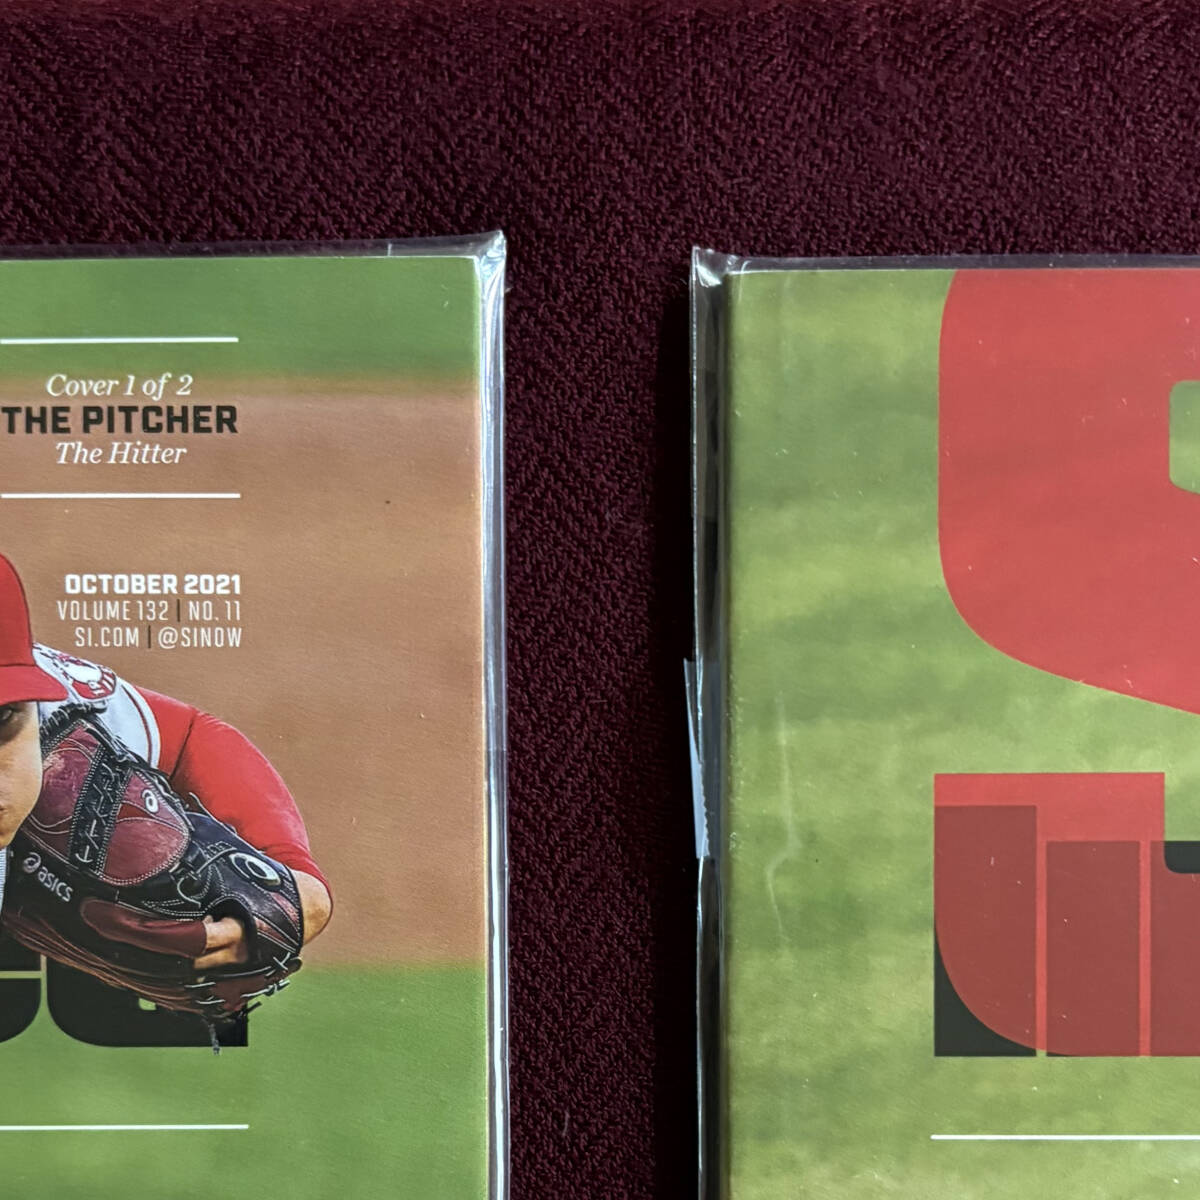 Cover 1 of 2
THE PITCHER
The Hitter
OCTOBER 2021
VOLUME 132 | NO. 11
SI.COM | @SINOW
asics